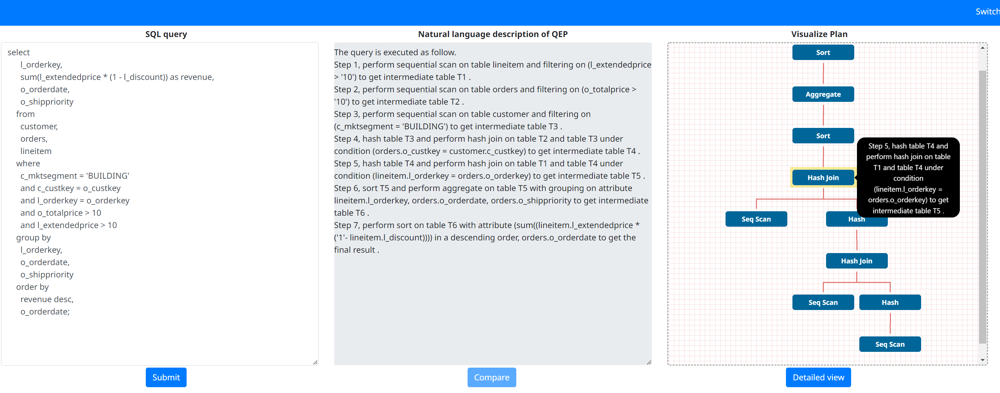 Switch
SQL query
select
l_orderkey,
sum(l_extendedprice * (1 - l_discount)) as revenue,
o_orderdate,
o_shippriority
from
customer,
orders,
lineitem
where
c_mktsegment = 'BUILDING'
and c_custkey = o_custkey
and l_orderkey = o_orderkey
and o_totalprice > 10
and l_extendedprice > 10
group by
l_orderkey,
o_orderdate,
o_shippriority
order by
revenue desc,
o_orderdate;
Submit
Natural language description of QEP
The query is executed as follow.
Step 1, perform sequential scan on table lineitem and filtering on (l_extendedprice
> '10') to get intermediate table T1 .
Step 2, perform sequential scan on table orders and filtering on (o_totalprice >
'10') to get intermediate table T2 .
Step 3, perform sequential scan on table customer and filtering on
(c_mktsegment = 'BUILDING') to get intermediate table T3 .
Step 4, hash table T3 and perform hash join on table T2 and table T3 under
condition (orders.o_custkey = customer.c_custkey) to get intermediate table T4 .
Step 5, hash table T4 and perform hash join on table T1 and table T4 under
condition (lineitem.l_orderkey = orders.o_orderkey) to get intermediate table T5 .
Step 6, sort T5 and perform aggregate on table T5 with grouping on attribute
lineitem.l_orderkey, orders.o_orderdate, orders.o_shippriority to get intermediate
table T6 .
Step 7, perform sort on table T6 with attribute (sum((lineitem.l_extendedprice *
('1'- lineitem.l_discount)))) in a descending order, orders.o_orderdate to get the
final result .
Compare
Visualize Plan
Sort
Aggregate
Sort
Hash Join
Step 5, hash table T4 and
perform hash join on table
T1 and table T4 under
condition
(lineitem.l_orderkey =
orders.o_orderkey) to get
intermediate table T5 .
Seq Scan
Hash
Hash Join
Seq Scan
Hash
Seq Scan
Detailed view